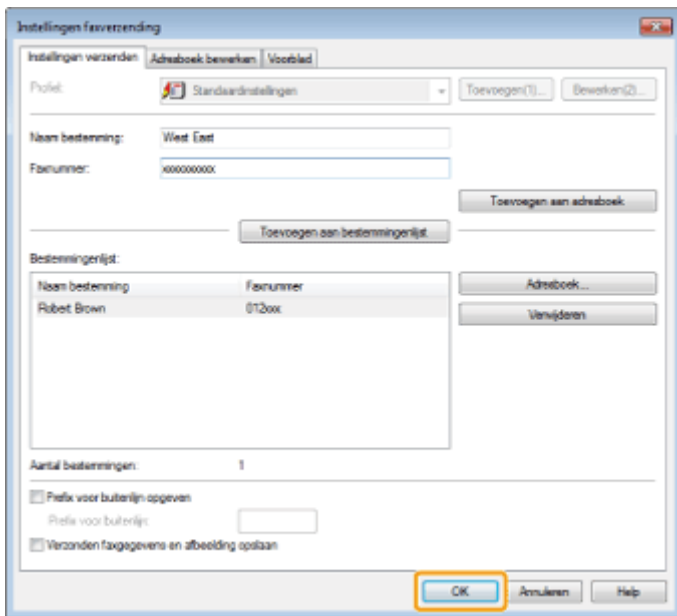 Instellingen faxverzending
Instellingen verzenden Adresboek bewerken Voorblad
Profiel: Standaardinstellingen Toevoegen(1)... Bewerken(2)...
Naam bestemming: West East
Faxnummer: xxxxxxxxxx
Toevoegen aan adresboek
Toevoegen aan bestemmingenlijst
Bestemmingenlijst:
Naam bestemming Faxnummer
Robert Brown 012xxx
Adresboek...
Verwijderen
Aantal bestemmingen: 1
Prefix voor buitenlijn opgeven
Prefix voor buitenlijn:
Verzonden faxgegevens en afbeelding opslaan
OK Annuleren Help